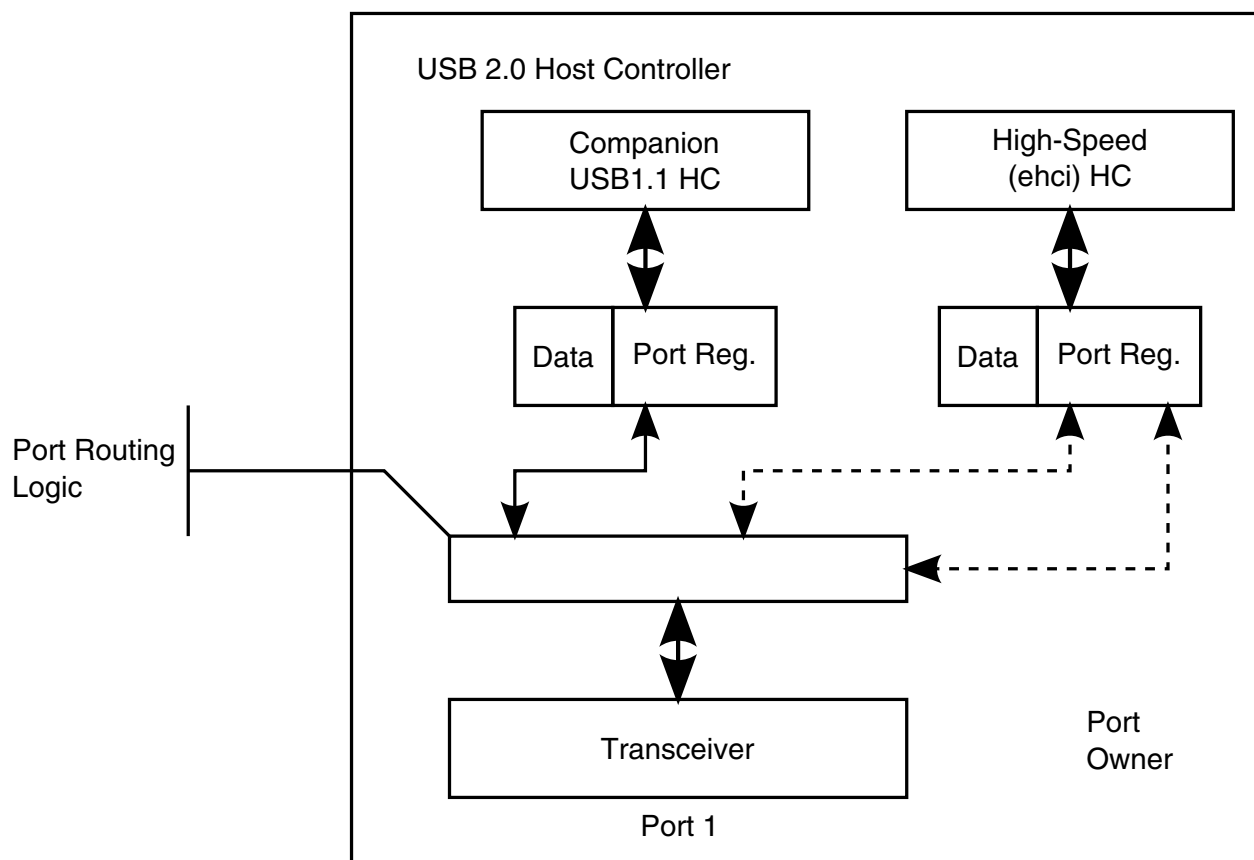 USB 2.0 Host Controller
Companion
USB1.1 HC
High-Speed
(ehci) HC
Data
Port Reg.
Data
Port Reg.
Port Routing
Logic
Transceiver
Port 1
Port
Owner